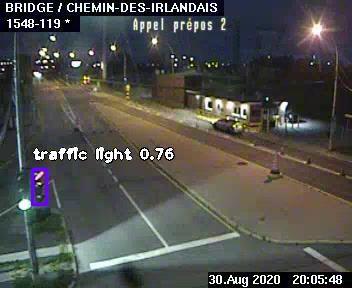 BRIDGE / CHEMIN-DES-IRLANDAIS
1548-119 *
Appel prépos 2
traffic light 0.76
30.Aug 2020 20:05:48